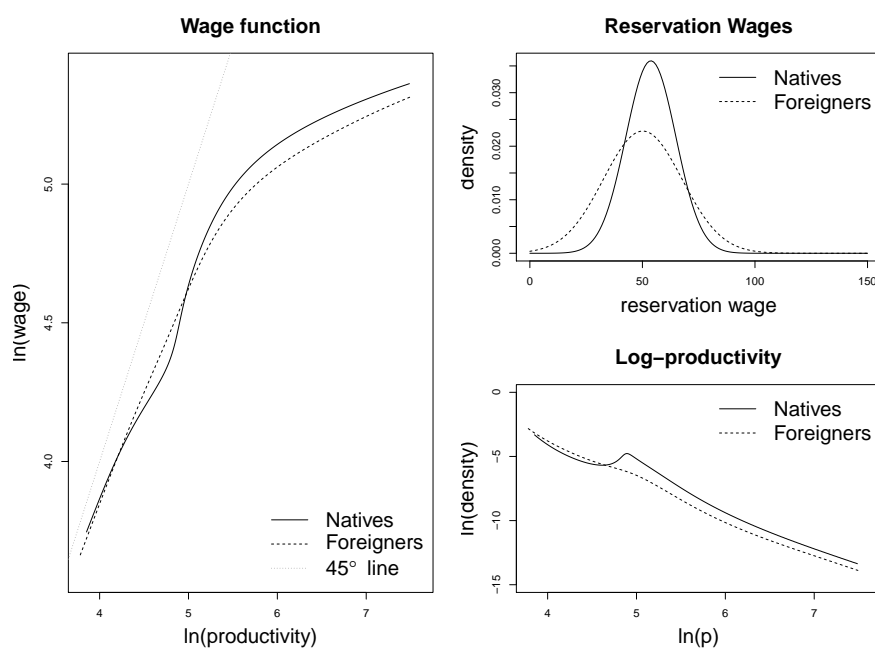 Wage function
5.0
4.5
4.0
ln(wage)
4
5
6
7
ln(productivity)
Natives
Foreigners
45° line
Reservation Wages
0.030
0.020
0.010
0.000
density
0
50
100
150
reservation wage
Natives
Foreigners
Log−productivity
0
−5
−10
−15
ln(density)
4
5
6
7
ln(p)
Natives
Foreigners